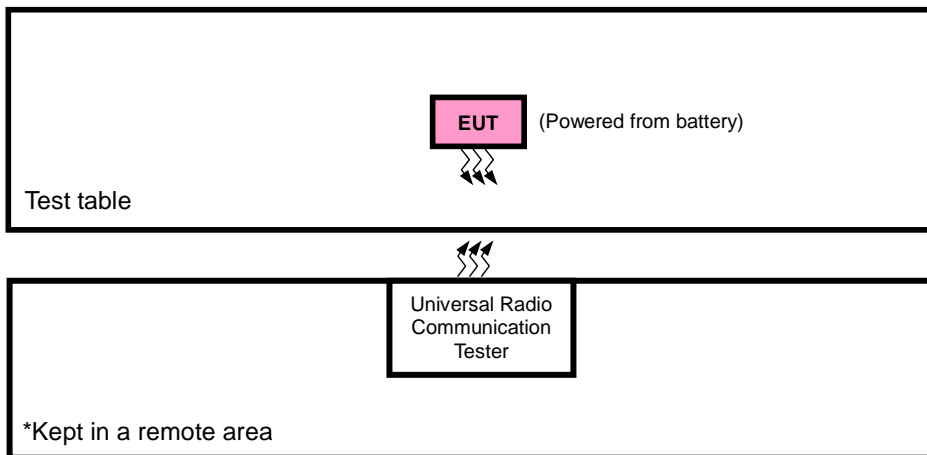 EUT
(Powered from battery)
Test table
Universal Radio
Communication
Tester
*Kept in a remote area